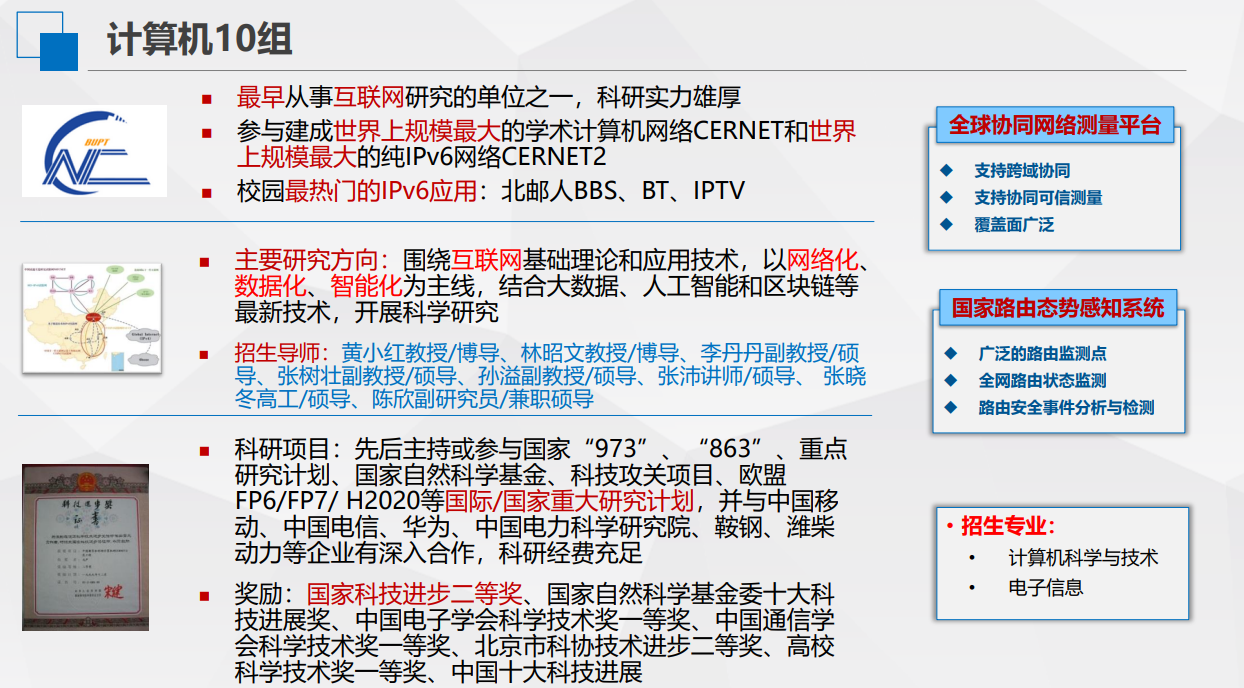 计算机10组
BUPT
最早从事互联网研究的单位之一，科研实力雄厚
参与建成世界上规模最大的学术计算机网络CERNET和世界
上规模最大的纯IPv6网络CERNET2
校园最热门的IPv6应用：北邮人BBS、BT、IPTV
主要研究方向：围绕互联网基础理论和应用技术，以网络化、
数据化、智能化为主线，结合大数据、人工智能和区块链等
最新技术，开展科学研究
招生导师：黄小红教授/博导、林昭文教授/博导、李丹丹副教授/硕
导、张树壮副教授/硕导、孙溢副教授/硕导、张沛讲师/硕导、 张晓
冬高工/硕导、陈欣副研究员/兼职硕导
科研项目：先后主持或参与国家“973”、“863”、重点
研究计划、国家自然科学基金、科技攻关项目、欧盟
FP6/FP7/ H2020等国际/国家重大研究计划，并与中国移
动、中国电信、华为、中国电力科学研究院、鞍钢、潍柴
动力等企业有深入合作，科研经费充足
奖励：国家科技进步二等奖、国家自然科学基金委十大科
技进展奖、中国电子学会科学技术奖一等奖、中国通信学
会科学技术奖一等奖、北京市科协技术进步二等奖、高校
科学技术奖一等奖、中国十大科技进展
全球协同网络测量平台
支持跨域协同
支持协同可信测量
覆盖面广泛
国家路由态势感知系统
广泛的路由监测点
全网路由状态监测
路由安全事件分析与检测
招生专业：
计算机科学与技术
电子信息